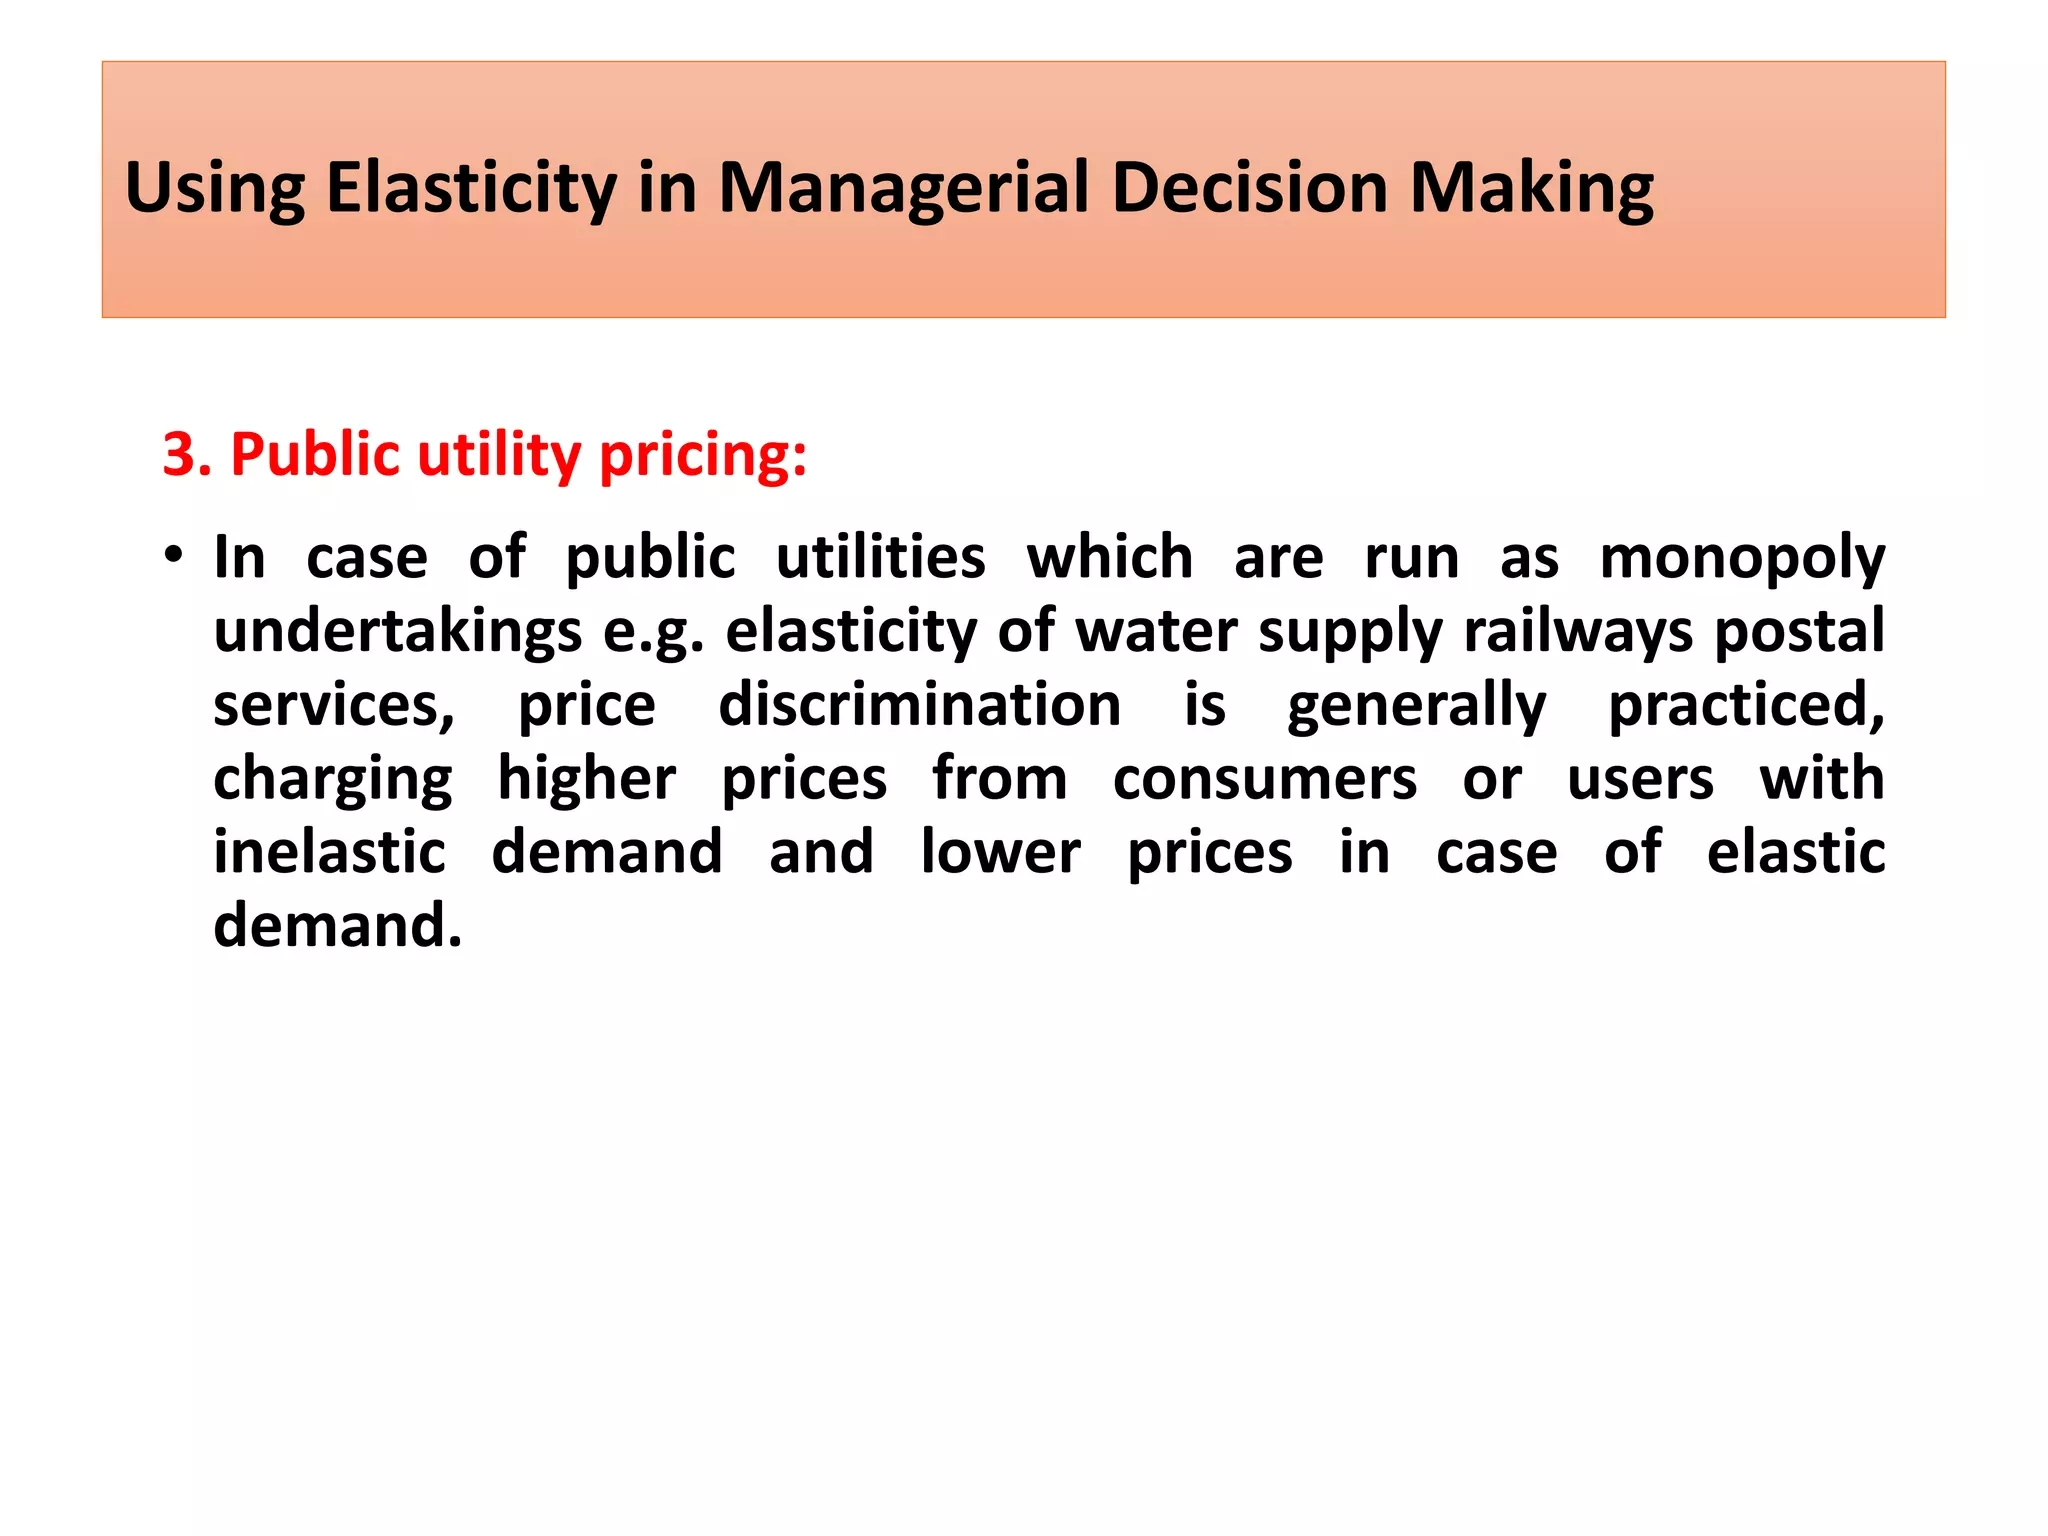 Using Elasticity in Managerial Decision Making
3. Public utility pricing:
• In case of public utilities which are run as monopoly
undertakings e.g. elasticity of water supply railways postal
services, price discrimination is generally practiced,
charging higher prices from consumers or users with
inelastic demand and lower prices in case of elastic
demand.